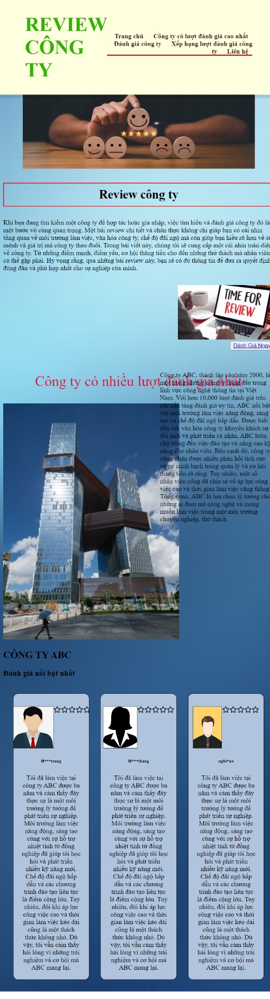 REVIEW
CÔNG
TY
Trang chủ Công ty có lượt đánh giá cao nhất
Đánh giá công ty Xếp hạng lượt đánh giá công
ty Liên hệ
Review công ty
Khi bạn đang tìm kiếm một công ty để hợp tác hoặc gia nhập, việc tìm hiểu và đánh giá công ty đó là
một bước vô cùng quan trọng. Một bài review chi tiết và chân thực không chỉ giúp bạn có cái nhìn
tổng quan về môi trường làm việc, văn hóa công ty, chế độ đãi ngộ mà còn giúp bạn hiểu rõ hơn về sứ
mệnh và giá trị mà công ty theo đuổi. Trong bài viết này, chúng tôi sẽ cung cấp một cái nhìn toàn diện
về công ty. Từ những điểm mạnh, điểm yếu, cơ hội thăng tiến cho đến những thử thách mà nhân viên
có thể gặp phải. Hy vọng rằng, qua những bài review này, bạn sẽ có đủ thông tin để đưa ra quyết định
đúng đắn và phù hợp nhất cho sự nghiệp của mình.
TIME FOR
REVIEW
Đánh Giá Ngay
Công ty có nhiều lượt đánh giá nhất
Công ty ABC, thành lập vào năm 2000, là
một trong những công ty hàng đầu trong
lĩnh vực công nghệ thông tin tại Việt
Nam. Với hơn 10,000 lượt đánh giá trên
các nền tảng đánh giá uy tín, ABC nổi bật
với môi trường làm việc năng động, sáng
tạo và chế độ đãi ngộ hấp dẫn. Được biết
đến với văn hóa công ty khuyến khích sự
đổi mới và phát triển cá nhân, ABC luôn
chú trọng đến việc đào tạo và nâng cao kỹ
năng cho nhân viên. Bên cạnh đó, công ty
cũng nhận được nhiều phản hồi tích cực
về sự minh bạch trong quản lý và cơ hội
thăng tiến rõ ràng. Tuy nhiên, một số
nhân viên cũng đã chia sẻ về áp lực công
việc cao và thời gian làm việc căng thẳng.
Tổng quan, ABC là lựa chọn lý tưởng cho
những ai đam mê công nghệ và mong
muốn làm việc trong một môi trường
chuyên nghiệp, thử thách.
CÔNG TY ABC
Đánh giá nổi bật nhất
H***trang
Tôi đã làm việc tại
công ty ABC được ba
năm và cảm thấy đây
thực sự là một môi
trường lý tưởng để
phát triển sự nghiệp.
Môi trường làm việc
năng động, sáng tạo
cùng với sự hỗ trợ
nhiệt tình từ đồng
nghiệp đã giúp tôi học
hỏi và phát triển
nhiều kỹ năng mới.
Chế độ đãi ngộ hấp
dẫn và các chương
trình đào tạo liên tục
là điểm cộng lớn. Tuy
nhiên, đôi khi áp lực
công việc cao và thời
gian làm việc kéo dài
cũng là một thách
thức không nhỏ. Dù
vậy, tôi vẫn cảm thấy
hài lòng vì những trải
nghiệm và cơ hội mà
ABC mang lại.
H***thang
Tôi đã làm việc tại
công ty ABC được ba
năm và cảm thấy đây
thực sự là một môi
trường lý tưởng để
phát triển sự nghiệp.
Môi trường làm việc
năng động, sáng tạo
cùng với sự hỗ trợ
nhiệt tình từ đồng
nghiệp đã giúp tôi học
hỏi và phát triển
nhiều kỹ năng mới.
Chế độ đãi ngộ hấp
dẫn và các chương
trình đào tạo liên tục
là điểm cộng lớn. Tuy
nhiên, đôi khi áp lực
công việc cao và thời
gian làm việc kéo dài
cũng là một thách
thức không nhỏ. Dù
vậy, tôi vẫn cảm thấy
hài lòng vì những trải
nghiệm và cơ hội mà
ABC mang lại.
nghi*nn
Tôi đã làm việc tại
công ty ABC được ba
năm và cảm thấy đây
thực sự là một môi
trường lý tưởng để
phát triển sự nghiệp.
Môi trường làm việc
năng động, sáng tạo
cùng với sự hỗ trợ
nhiệt tình từ đồng
nghiệp đã giúp tôi học
hỏi và phát triển
nhiều kỹ năng mới.
Chế độ đãi ngộ hấp
dẫn và các chương
trình đào tạo liên tục
là điểm cộng lớn. Tuy
nhiên, đôi khi áp lực
công việc cao và thời
gian làm việc kéo dài
cũng là một thách
thức không nhỏ. Dù
vậy, tôi vẫn cảm thấy
hài lòng vì những trải
nghiệm và cơ hội mà
ABC mang lại.